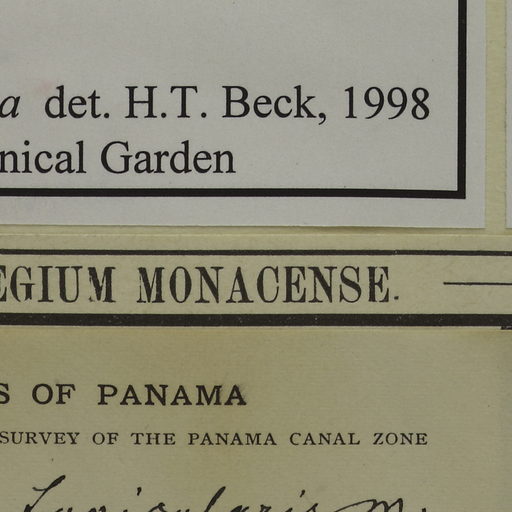 a det. H.T. Beck, 1998
nical Garden
EGIUM MONACENSE.
S OF PANAMA
SURVEY OF THE PANAMA CANAL ZONE